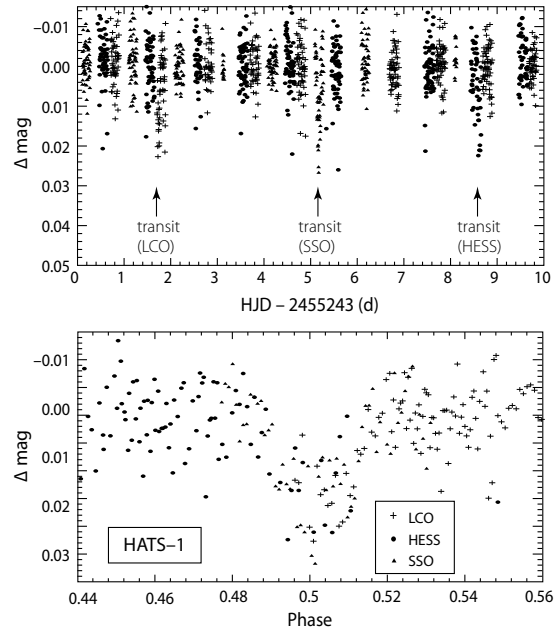 −0.01
0.00
0.01
0.02
0.03
0.04
0.05
Δ mag
transit
(LCO)
transit
(SSO)
transit
(HESS)
0 1 2 3 4 5 6 7 8 9 10
HJD – 2455243 (d)
−0.01
0.00
0.01
0.02
0.03
Δ mag
HATS–1
LCO
HESS
SSO
0.44 0.46 0.48 0.5 0.52 0.54 0.56
Phase